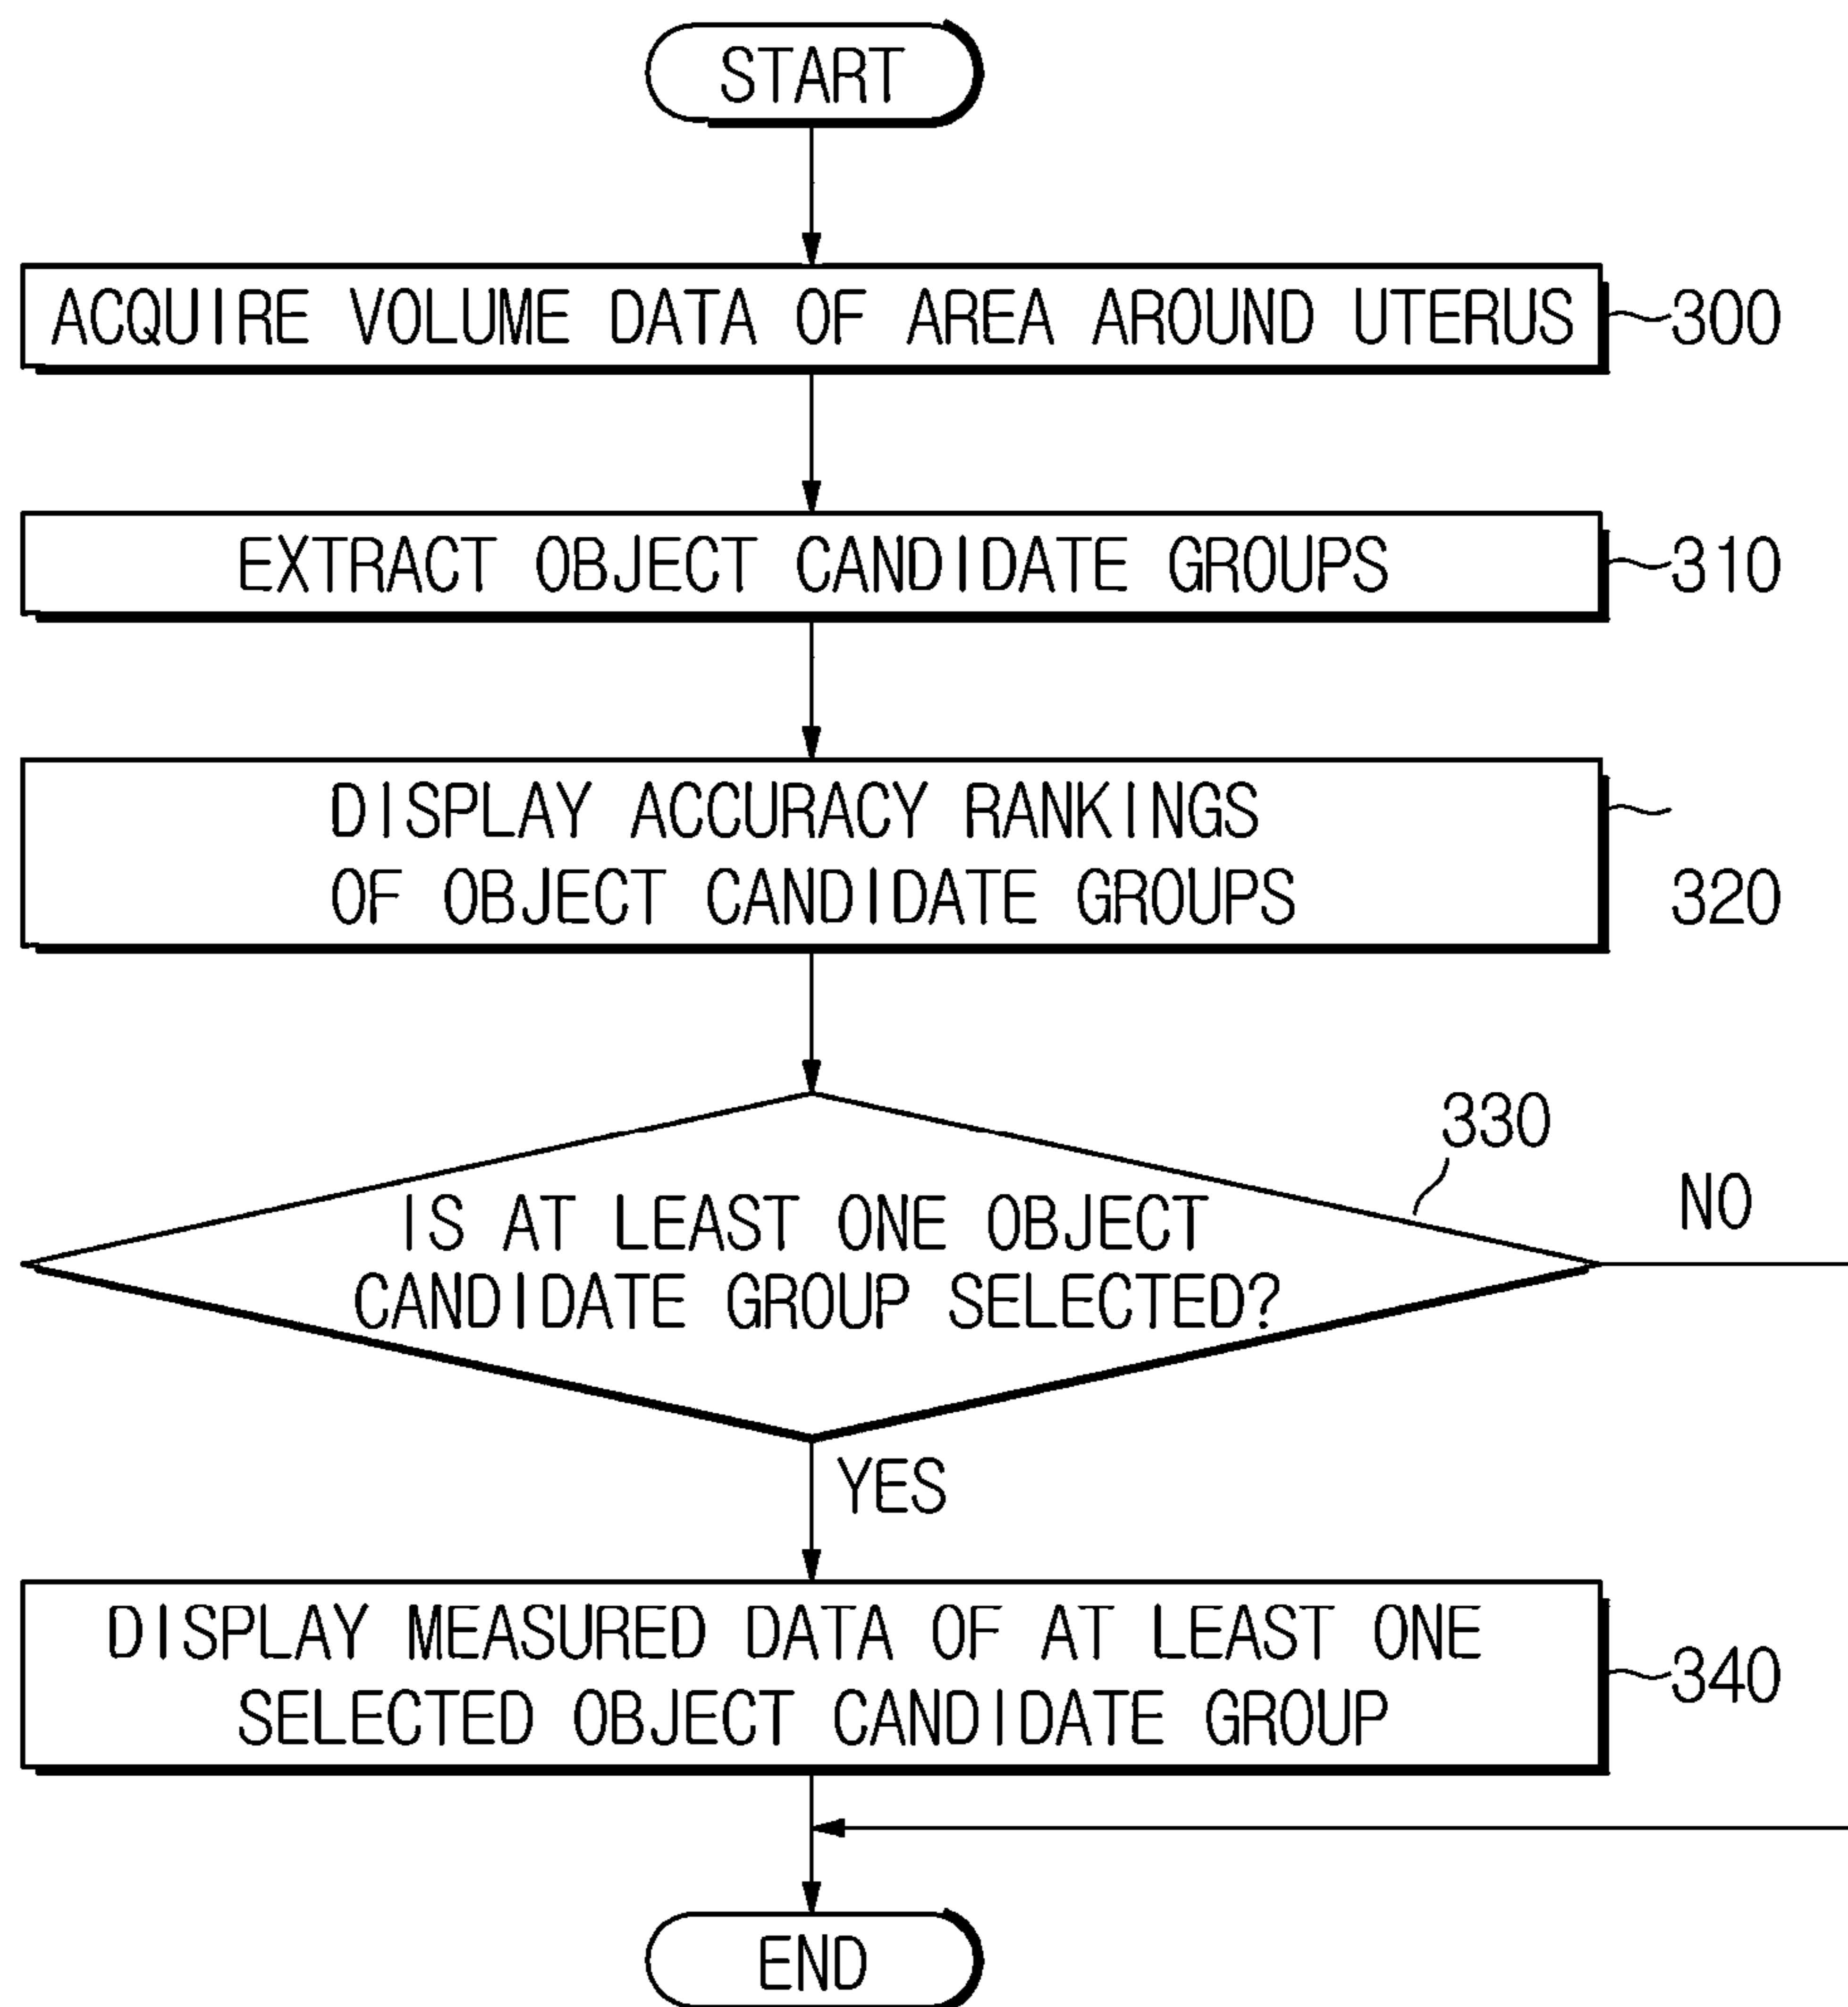 START
ACQUIRE VOLUME DATA OF AREA AROUND UTERUS
300
EXTRACT OBJECT CANDIDATE GROUPS
310
DISPLAY ACCURACY RANKINGS
OF OBJECT CANDIDATE GROUPS
320
330
IS AT LEAST ONE OBJECT
CANDIDATE GROUP SELECTED?
NO
YES
DISPLAY MEASURED DATA OF AT LEAST ONE
SELECTED OBJECT CANDIDATE GROUP
340
END